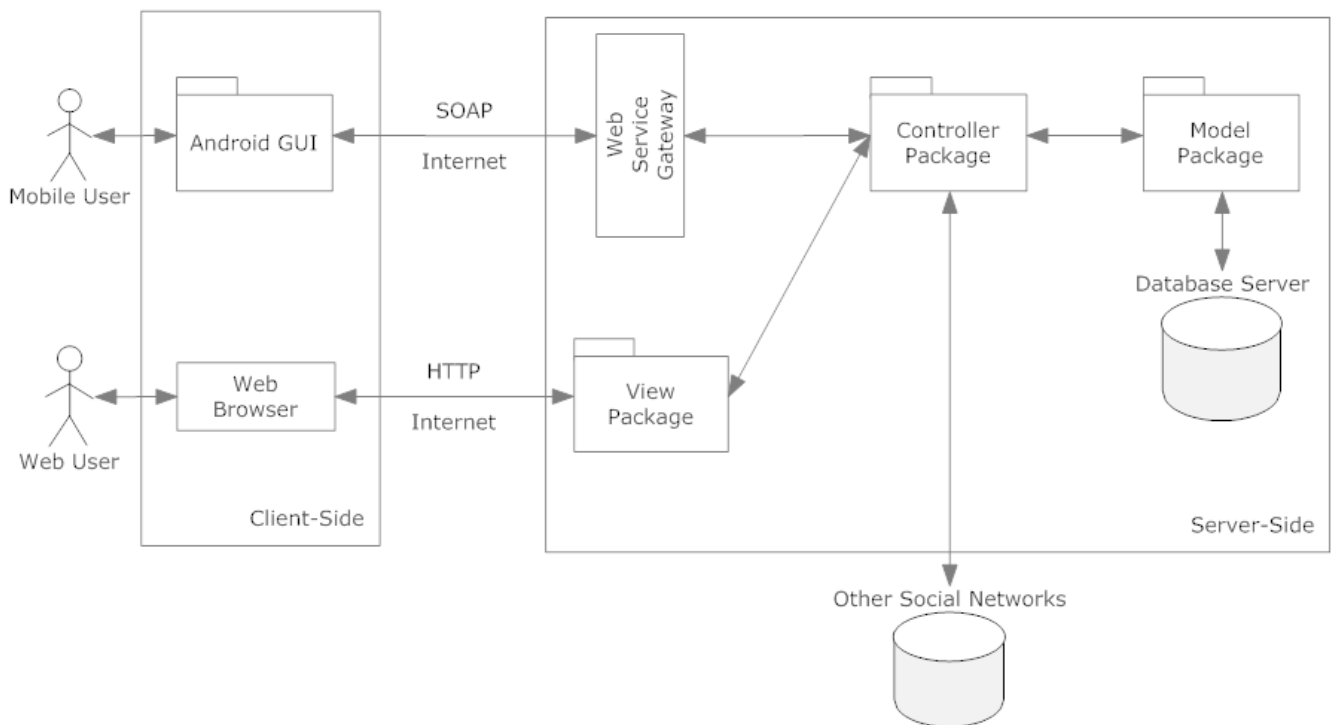 SOAP
Internet
Android GUI
Mobile User
Web
Service
Gateway
Controller
Package
Model
Package
Database Server
HTTP
Internet
Web
Browser
Web User
View
Package
Client-Side
Server-Side
Other Social Networks